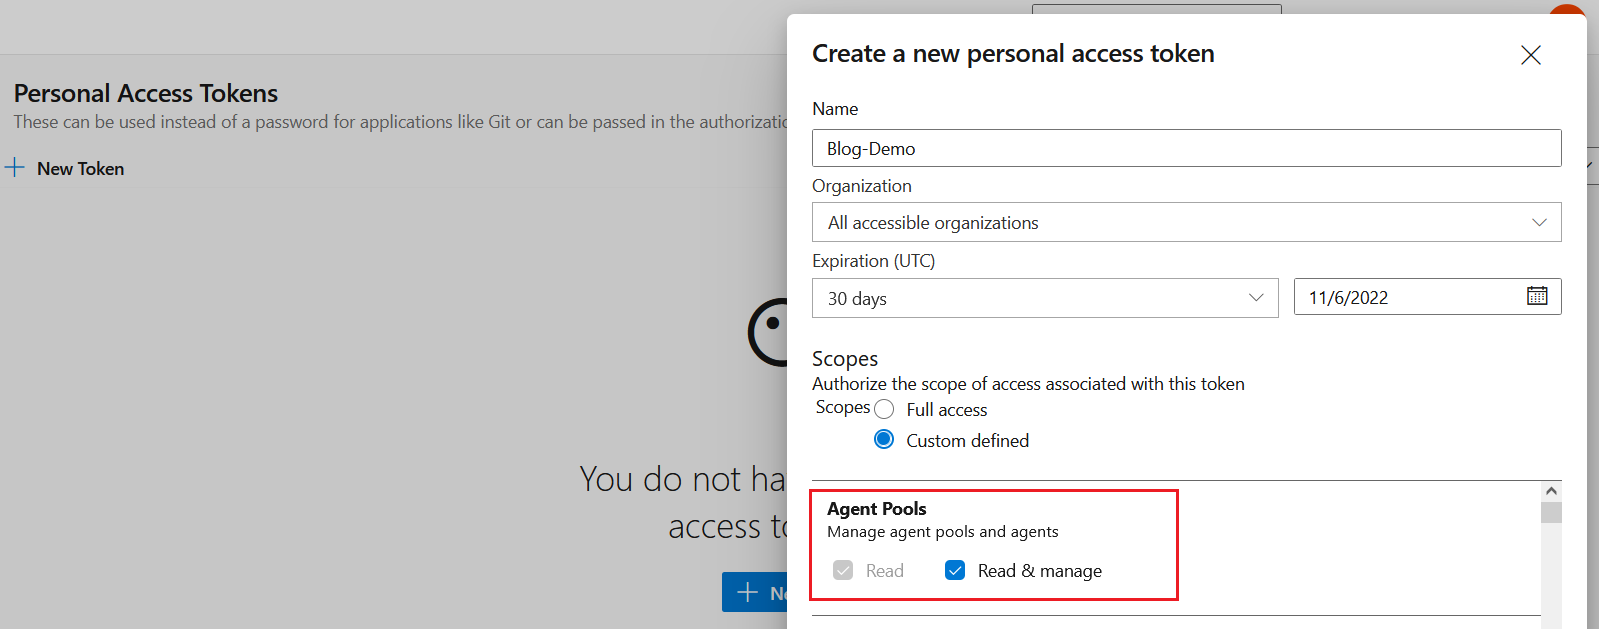 Personal Access Tokens
These can be used instead of a password for applications like Git or can be passed in the
New Token
You do not
access
Create a new personal access token
Name
Blog-Demo
Organization
All accessible organizations
Expiration (UTC)
30 days
11/6/2022
Scopes
Authorize the scope of access associated with this token
Scopes
Full access
Custom defined
Agent Pools
Manage agent pools and agents
Read
Read & manage